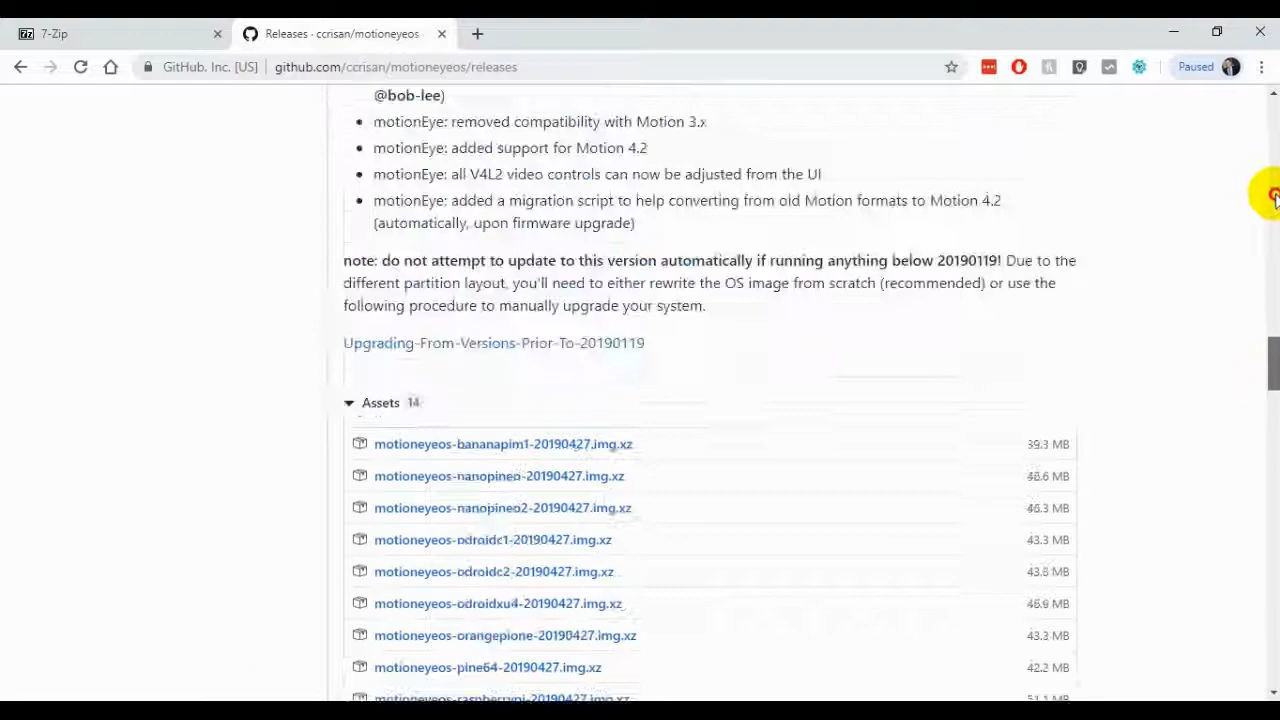 7-Zip
Releases · ccrisan/motioneyeos
GitHub, Inc. [US]
github.com/ccrisan/motioneyeos/releases
Paused
@bob-lee)
motionEye: removed compatibility with Motion 3.x
motionEye: added support for Motion 4.2
motionEye: all V4L2 video controls can now be adjusted from the UI
motionEye: added a migration script to help converting from old Motion formats to Motion 4.2
(automatically, upon firmware upgrade)
note: do not attempt to update to this version automatically if running anything below 20190119! Due to the
different partition layout, you'll need to either rewrite the OS image from scratch (recommended) or use the
following procedure to manually upgrade your system.
Upgrading-From-Versions-Prior-To-20190119
Assets 14
motioneyeos-bananapim1-20190427.img.xz 39.3 MB
motioneyeos-nanopineo-20190427.img.xz
motioneyeos-nanopineo2-20190427.img.xz 46.3 MB
motioneyeos-odroidc1-20190427.img.xz 43.3 MB
motioneyeos-odroidc2-20190427.img.xz
motioneyeos-odroidxu4-20190427.img.xz
motioneyeos-orangepione-20190427.img.xz
motioneyeos-pine64-20190427.img.xz 42.2 MB
motioneyeos-raspberrypi-20190427.img.xz